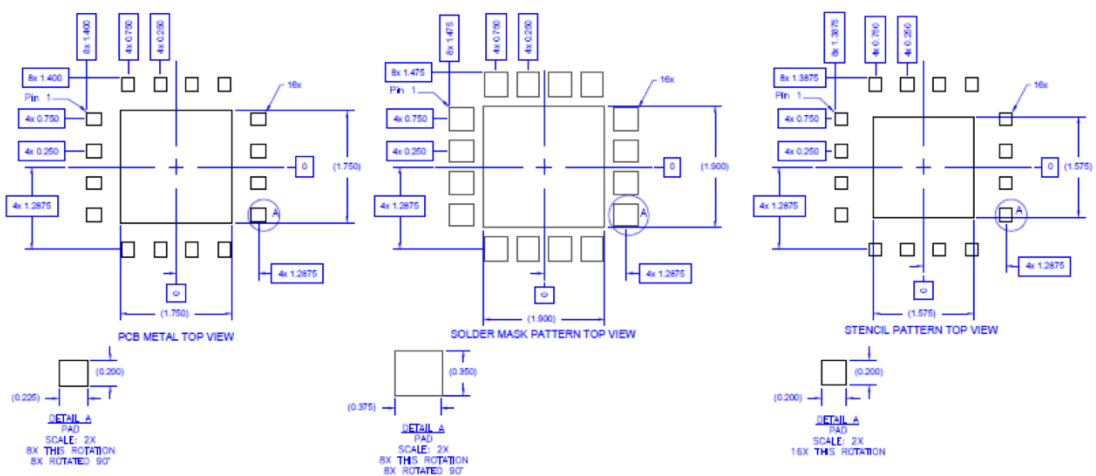 8x 1.400
4x 0.750
4x 0.250
8x 1.400
16x
Pin 1
4x 0.750
4x 0.250
0
(1.750)
4x 1.2875
A
4x 1.2875
0
(1.750)
PCB METAL TOP VIEW
(0.200)
(0.225)
DETAIL A
PAD
SCALE: 2X
8X THIS ROTATION
8X ROTATED 90°
8x 1.475
4x 0.750
4x 0.250
8x 1.475
16x
Pin 1
4x 0.750
4x 0.250
0
(1.900)
4x 1.2875
A
4x 1.2875
0
(1.900)
SOLDER MASK PATTERN TOP VIEW
(0.350)
(0.375)
DETAIL A
PAD
SCALE: 2X
8X THIS ROTATION
8X ROTATED 90°
8x 1.3875
4x 0.750
4x 0.250
8x 1.3875
16x
Pin 1
4x 0.750
4x 0.250
0
(1.575)
4x 1.2875
A
4x 1.2875
0
(1.575)
STENCIL PATTERN TOP VIEW
(0.200)
(0.200)
DETAIL A
PAD
SCALE: 2X
16X THIS ROTATION